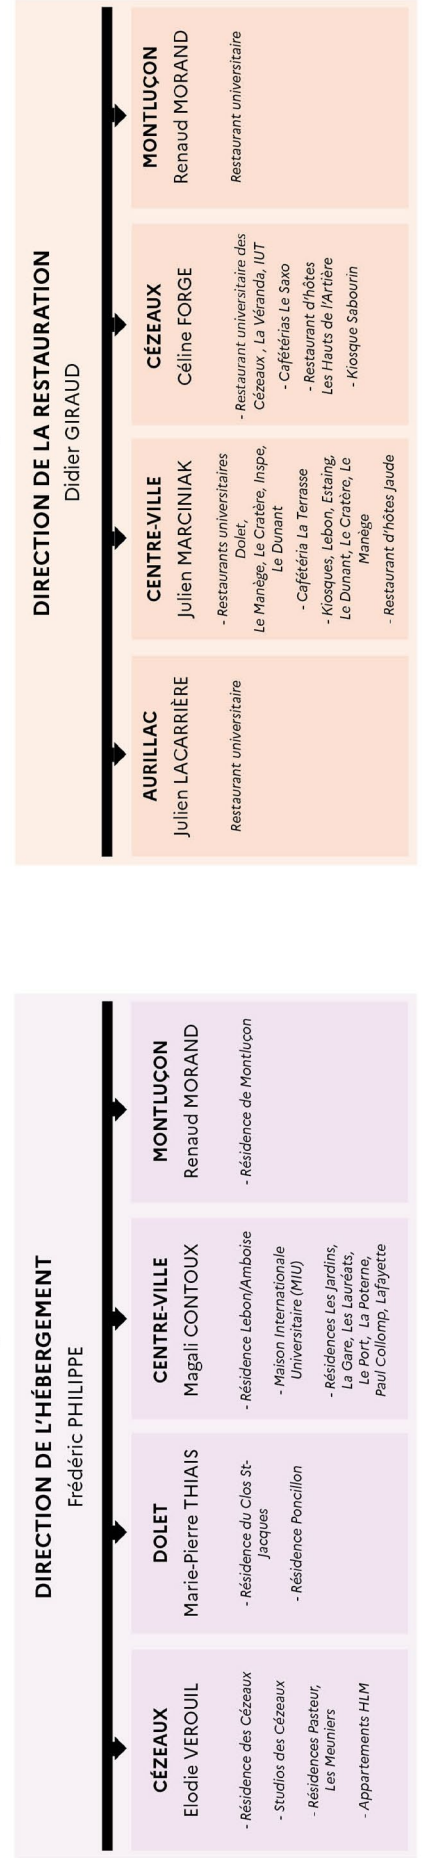 DIRECTION DE L'HÉBERGEMENT
Frédéric PHILIPPE
CÉZEAUX
Elodie VEROUIL
- Résidence des Cézeaux
- Studios des Cézeaux
- Résidences Pasteur,
Les Meuniers
- Appartements HLM
DOLET
Marie-Pierre THIAIS
- Résidence du Clos St-
Jacques
- Résidence Poncillon
CENTRE-VILLE
Magali CONTOUX
- Résidence Lebon/Amboise
- Maison Internationale
Universitaire (MIU)
- Résidences Les Jardins,
La Gare, Les Lauréats,
Le Port, La Poterne,
Paul Collomp, Lafayette
MONTLUÇON
Renaud MORAND
- Résidence de Montluçon
DIRECTION DE LA RESTAURATION
Didier GIRAUD
AURILLAC
Julien LACARRIÈRE
Restaurant universitaire
CENTRE-VILLE
Julien MARCINIAK
- Restaurants universitaires
Dolet,
Le Manège, Le Cratère, Inspe,
Le Dunant
- Cafétéria La Terrasse
- Kiosques, Lebon, Estaing,
Le Dunant, Le Cratère, Le
Manège
- Restaurant d'hôtes Jaude
CÉZEAUX
Céline FORGE
- Restaurant universitaire des
Cézeaux , La Véranda, IUT
- Cafétérias Le Saxo
- Restaurant d'hôtes
Les Hauts de l'Artière
- Kiosque Sabourin
MONTLUÇON
Renaud MORAND
Restaurant universitaire